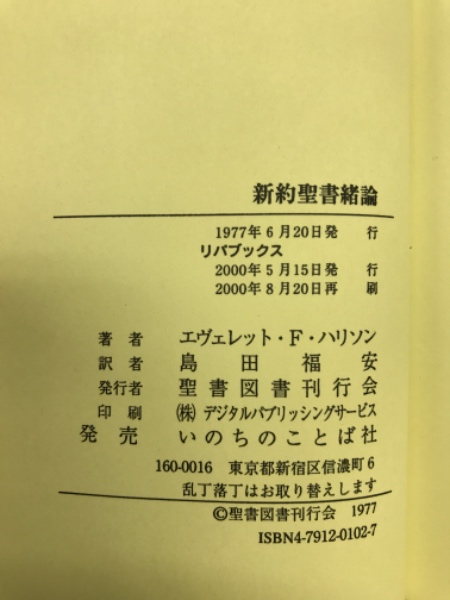 新約聖書緒論
1977年6月20日発 行
リバブックス
2000年5月15日発 行
2000年8月20日再 刷
著者 エヴェレット・F・ハリソン
訳者 島田福安
発行者 聖書図書刊行会
印刷 ㈱デジタルパブリッシングサービス
発売 いのちのことば社
160-0016 東京都新宿区信濃町6
乱丁落丁はお取り替えします
©聖書図書刊行会 1977
ISBN4-7912-0102-7